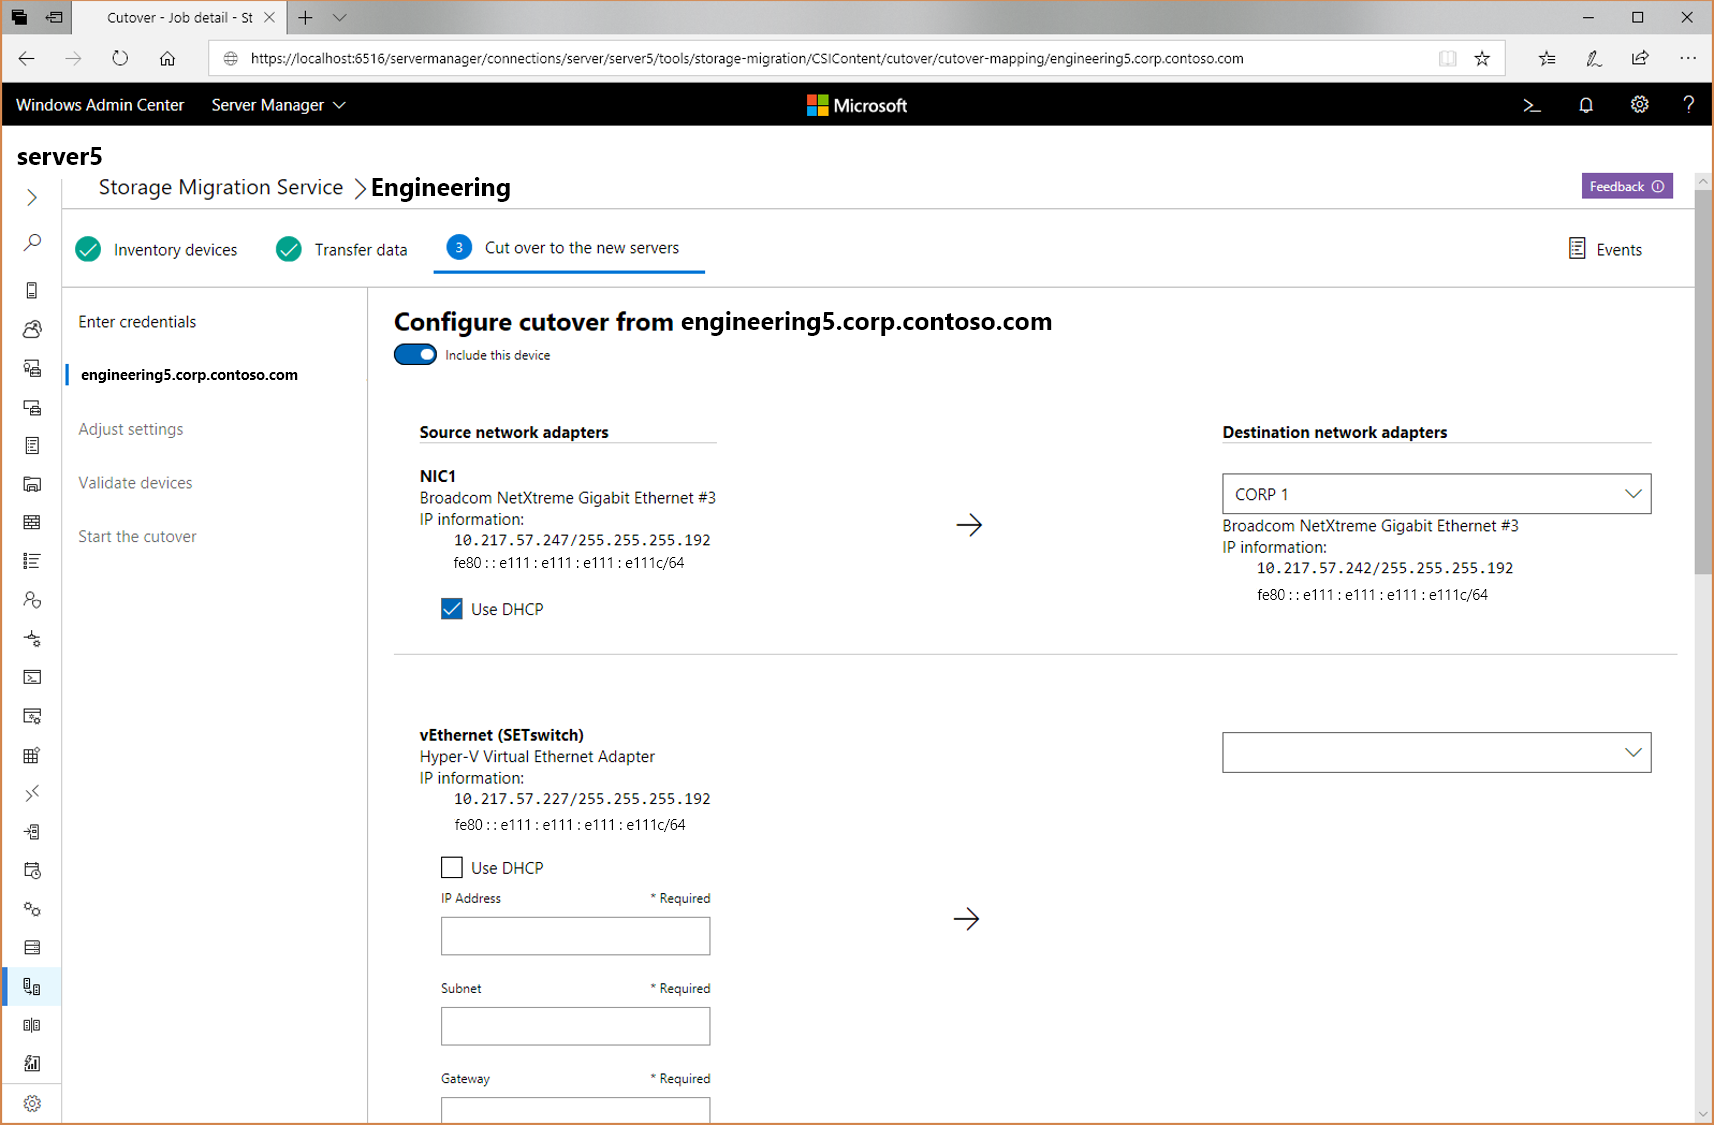 Cutover - Job detail - St
https://localhost:6516/servermanager/connections/server/server5/tools/storage-migration/CSIContent/cutover/cutover-mapping/engineering5.corp.contoso.com
Windows Admin Center
Server Manager
Microsoft
server5
Storage Migration Service > Engineering
Feedback
Inventory devices
Transfer data
3 Cut over to the new servers
Events
Enter credentials
engineering5.corp.contoso.com
Adjust settings
Validate devices
Start the cutover
Configure cutover from engineering5.corp.contoso.com
Include this device
Source network adapters
Destination network adapters
NIC1
Broadcom NetXtreme Gigabit Ethernet #3
IP information:
10.217.57.247/255.255.255.192
fe80 : : e111 : e111 : e111 : e111c/64
Use DHCP
CORP 1
Broadcom NetXtreme Gigabit Ethernet #3
IP information:
10.217.57.242/255.255.255.192
fe80 : : e111 : e111 : e111 : e111c/64
vEthernet (SETswitch)
Hyper-V Virtual Ethernet Adapter
IP information:
10.217.57.227/255.255.255.192
fe80 : : e111 : e111 : e111 : e111c/64
Use DHCP
IP Address * Required
Subnet * Required
Gateway * Required